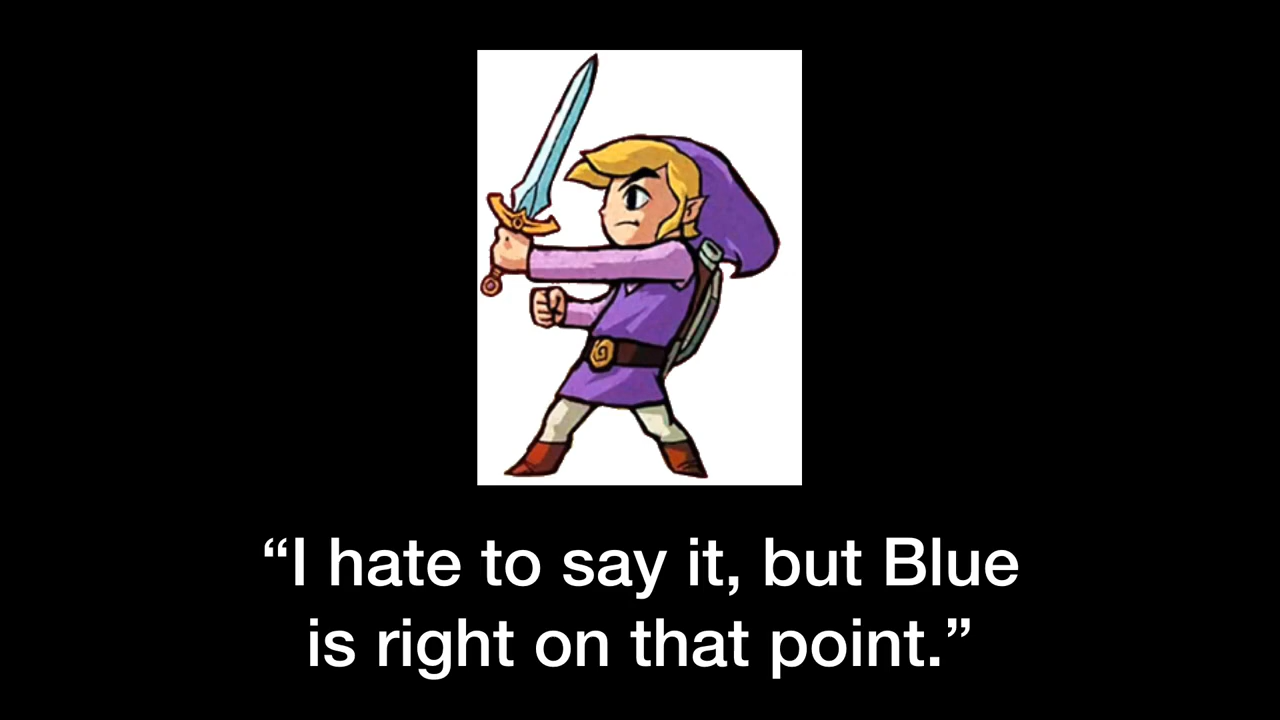 “I hate to say it, but Blue
is right on that point.”